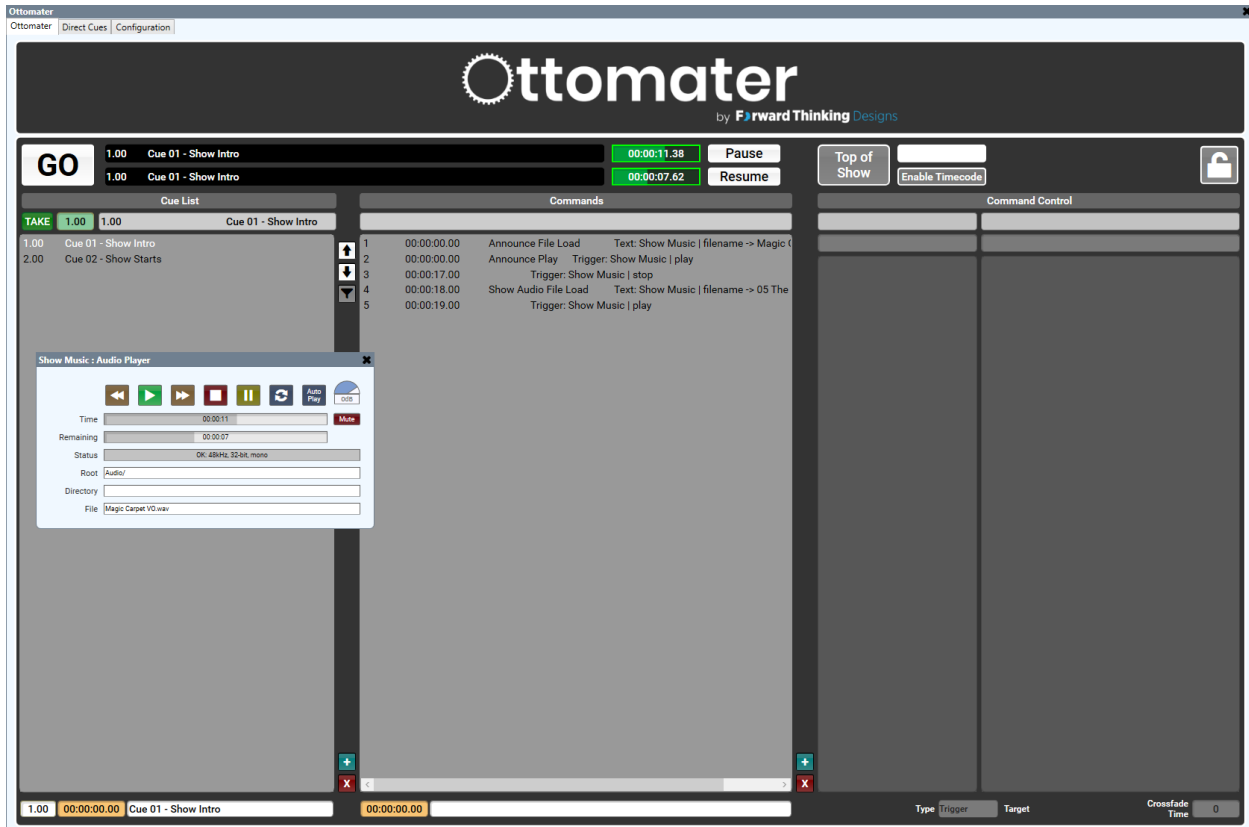 Ottomater
Ottomater Direct Cues Configuration
Ottomater
by Forward Thinking Designs
GO
1.00 Cue 01 - Show Intro 00:00:11.38 Pause
1.00 Cue 01 - Show Intro 00:00:07.62 Resume
Top of Show
Enable Timecode
Cue List Commands Command Control
TAKE 1.00 1.00 Cue 01 - Show Intro
1.00 Cue 01 - Show Intro
2.00 Cue 02 - Show Starts
1 00:00:00.00 Announce File Load Text: Show Music | filename -> Magic (
2 00:00:00.00 Announce Play Trigger: Show Music | play
3 00:00:17.00 Trigger: Show Music | stop
4 00:00:18.00 Show Audio File Load Text: Show Music | filename -> 05 The
5 00:00:19.00 Trigger: Show Music | play
Show Music : Audio Player
Auto Play
0dB
Time 00:00:11 Mute
Remaining 00:00:07
Status OK: 48kHz, 32-bit, mono
Root Audio/
Directory
File Magic Carpet VO.wav
+ +
X X
1.00 00:00:00.00 Cue 01 - Show Intro 00:00:00.00 Type Trigger Target Crossfade Time 0